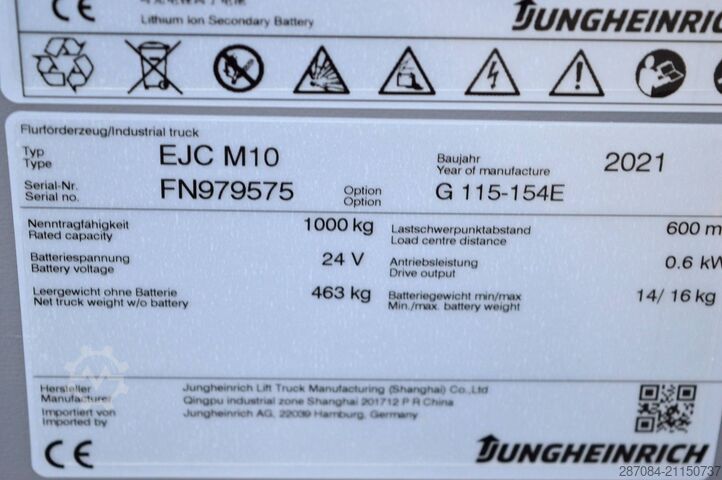 Lithium Ion Secondary Battery
JUNGHEINRICH
Flurförderzeug/Industrial truck
Typ
Type
EJC M10
Baujahr
Year of manufacture
2021
Serial-Nr.
Serial no.
FN979575
Option
Option
G 115-154E
Nenntragfähigkeit
Rated capacity
1000 kg
Lastschwerpunktabstand
Load centre distance
600 m
Batteriespannung
Battery voltage
24 V
Antriebsleistung
Drive output
0.6 kW
Leergewicht ohne Batterie
Net truck weight w/o battery
463 kg
Batteriegewicht min/max
Min./max. battery weight
14/ 16 kg
Hersteller
Manufacturer
Jungheinrich Lift Truck Manufacturing (Shanghai) Co.,Ltd
Qingpu industrial zone Shanghai 201712 P R China
Importiert von
Imported by
Jungheinrich AG, 22039 Hamburg, Germany
CE
JUNGHEINRICH
287084-21150737